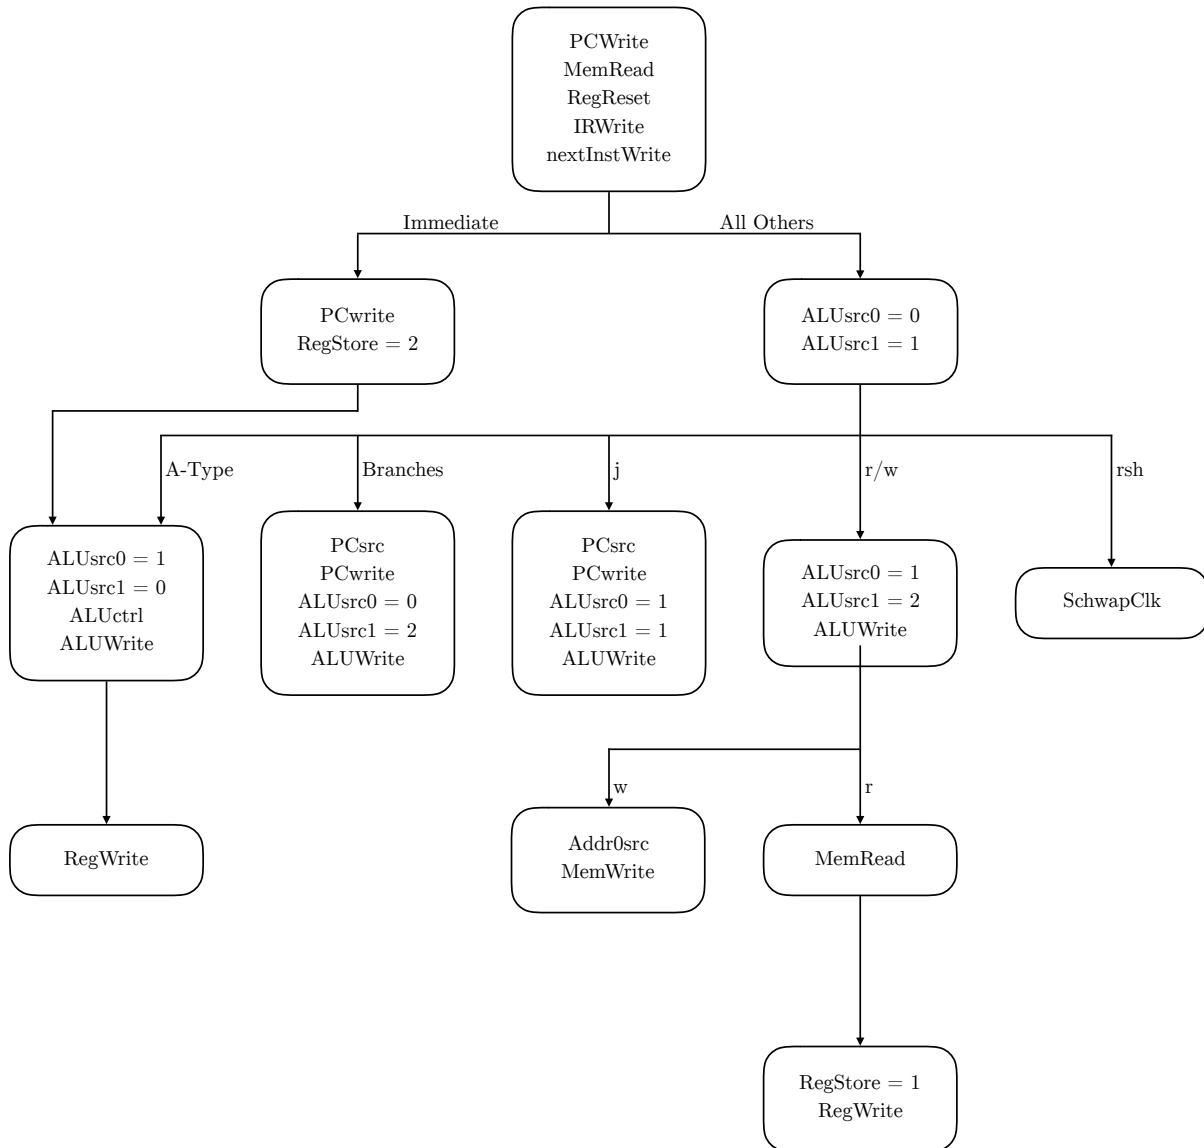 PCWrite
MemRead
RegReset
IRWrite
nextInstWrite
Immediate
All Others
PCwrite
RegStore = 2
ALUsrc0 = 0
ALUsrc1 = 1
A-Type
Branches
j
r/w
rsh
ALUsrc0 = 1
ALUsrc1 = 0
ALUctrl
ALUWrite
PCsrc
PCwrite
ALUsrc0 = 0
ALUsrc1 = 2
ALUWrite
PCsrc
PCwrite
ALUsrc0 = 1
ALUsrc1 = 1
ALUWrite
ALUsrc0 = 1
ALUsrc1 = 2
ALUWrite
SchwapClk
w
r
RegWrite
Addr0src
MemWrite
MemRead
RegStore = 1
RegWrite